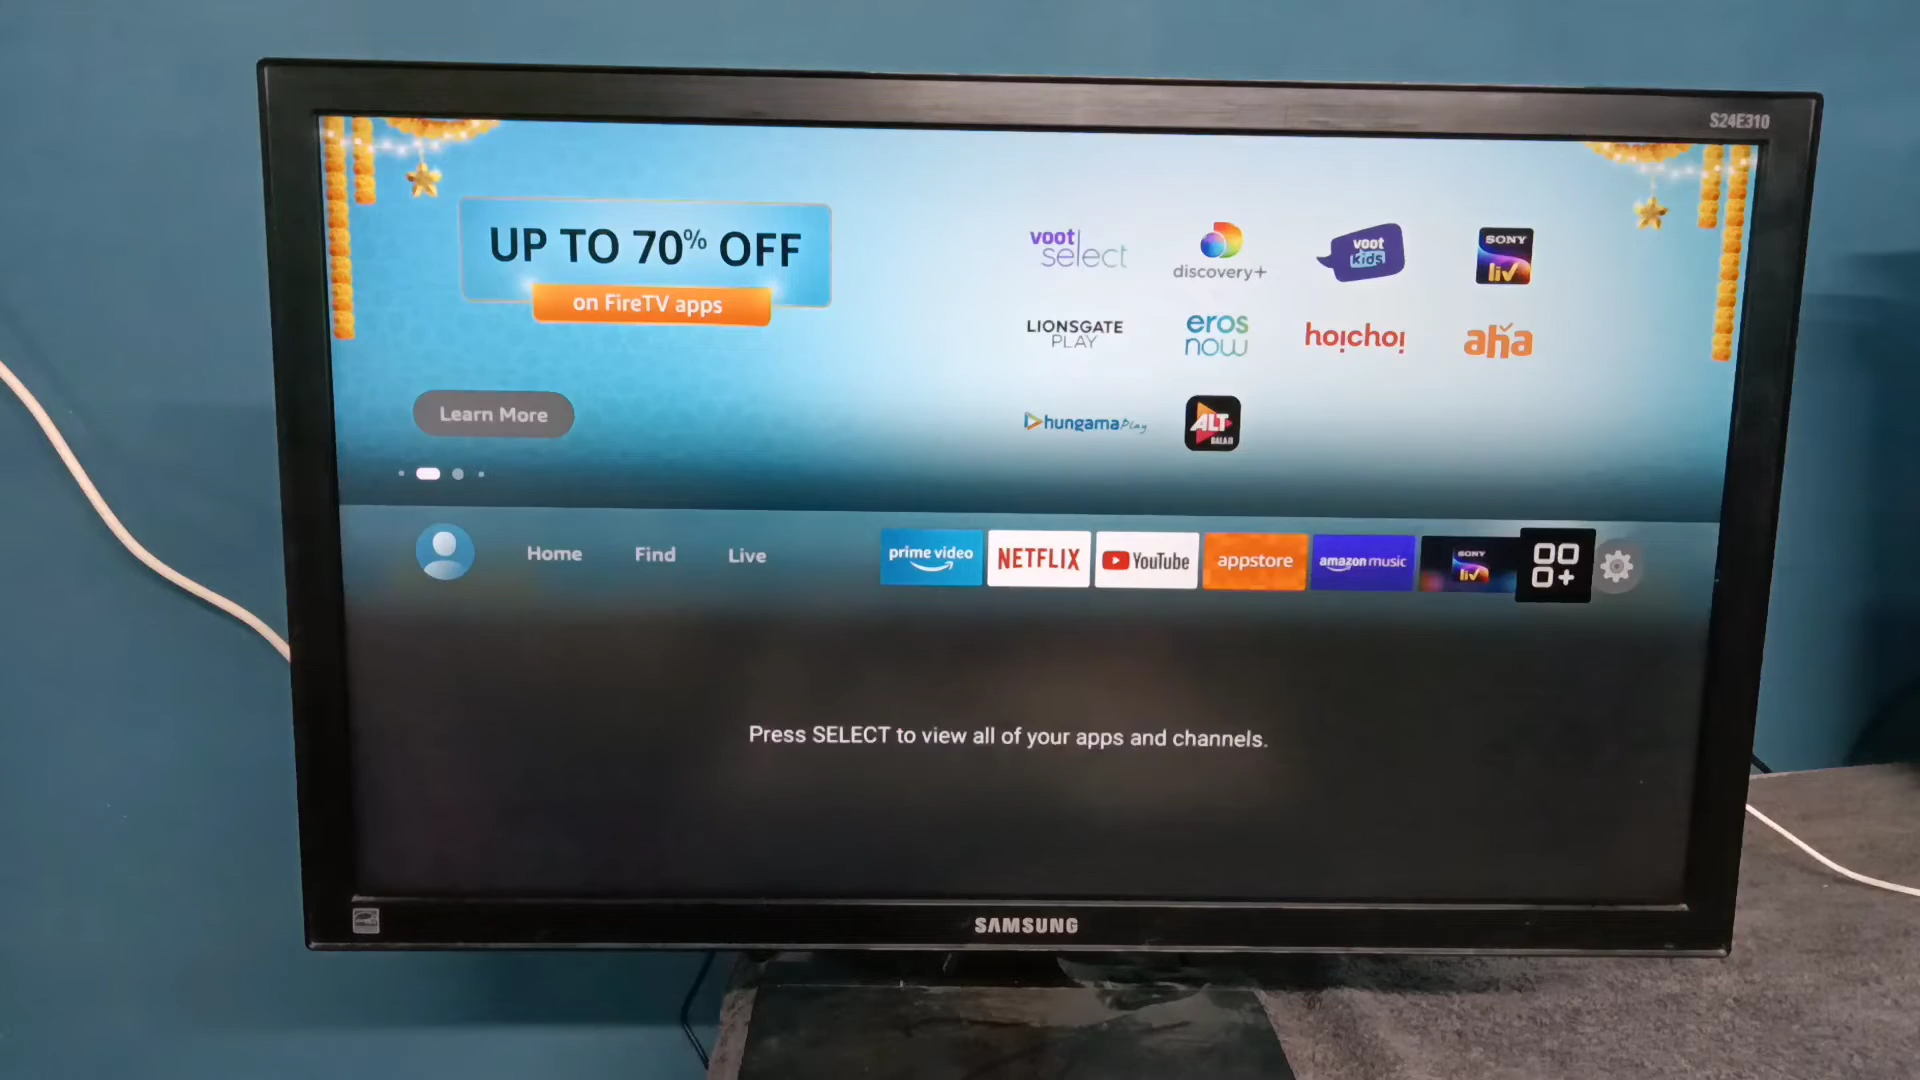 S24E310
UP TO 70% OFF
on FireTV apps
Learn More
voot select
discovery+
voot kids
SONY liv
LIONSGATE PLAY
eros now
hoichoi
aha
hungama play
ALT BALAJI
Home
Find
Live
prime video
NETFLIX
YouTube
appstore
amazon music
SONY liv
Press SELECT to view all of your apps and channels.
SAMSUNG